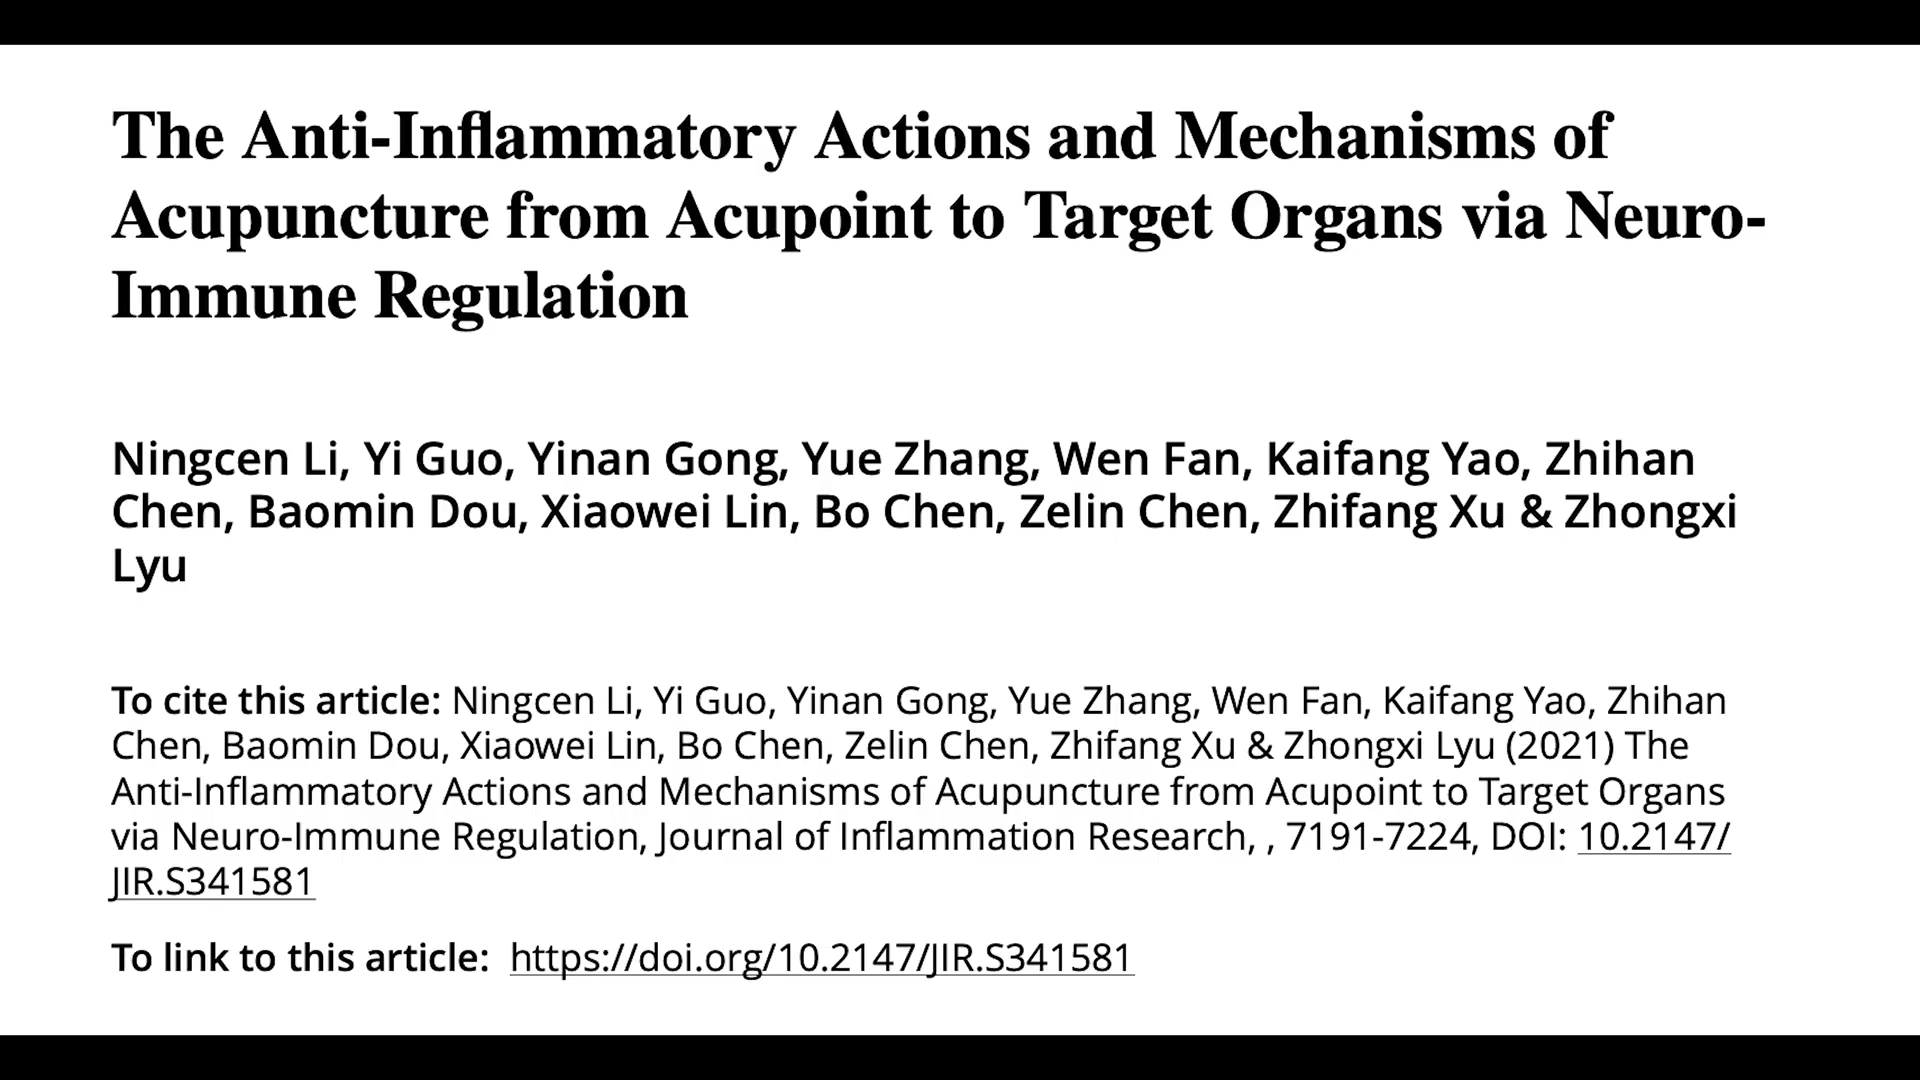 The Anti-Inflammatory Actions and Mechanisms of
Acupuncture from Acupoint to Target Organs via Neuro-
Immune Regulation
Ningcen Li, Yi Guo, Yinan Gong, Yue Zhang, Wen Fan, Kaifang Yao, Zhihan
Chen, Baomin Dou, Xiaowei Lin, Bo Chen, Zelin Chen, Zhifang Xu & Zhongxi
Lyu
To cite this article: Ningcen Li, Yi Guo, Yinan Gong, Yue Zhang, Wen Fan, Kaifang Yao, Zhihan
Chen, Baomin Dou, Xiaowei Lin, Bo Chen, Zelin Chen, Zhifang Xu & Zhongxi Lyu (2021) The
Anti-Inflammatory Actions and Mechanisms of Acupuncture from Acupoint to Target Organs
via Neuro-Immune Regulation, Journal of Inflammation Research, , 7191-7224, DOI: 10.2147/
JIR.S341581
To link to this article: https://doi.org/10.2147/JIR.S341581